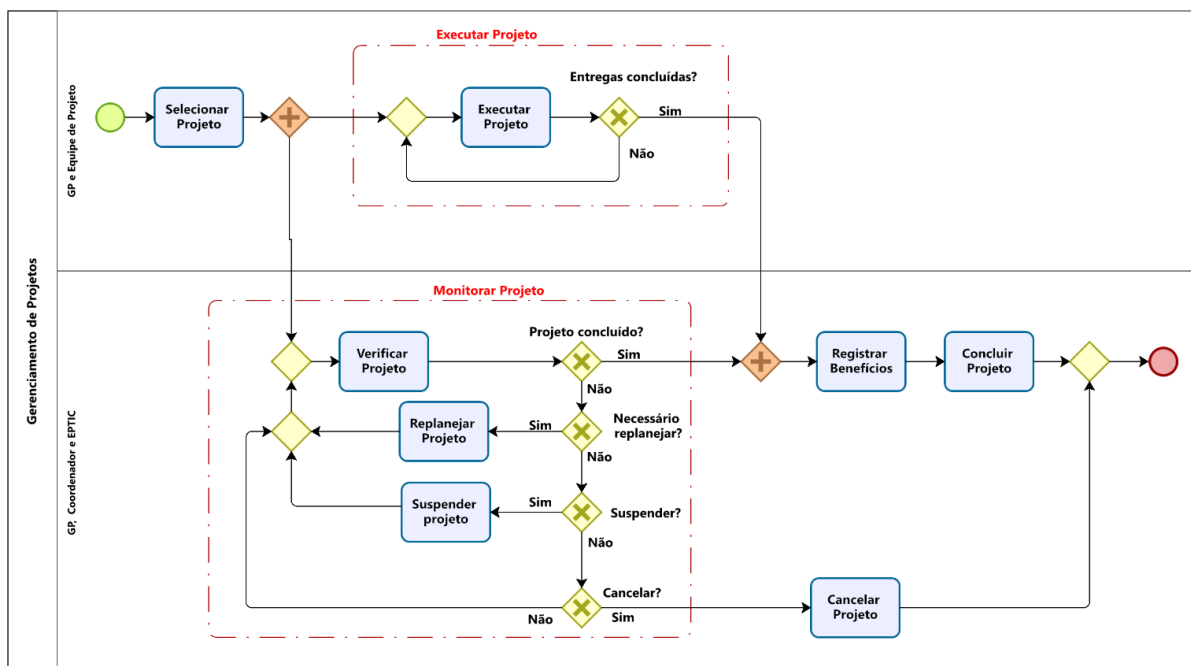 Gerenciamento de Projetos
GP e Equipe de Projeto
Executar Projeto
Selecionar
Projeto
Executar
Projeto
Entregas concluídas?
Sim
Não
GP, Coordenador e EPTIC
Monitorar Projeto
Verificar
Projeto
Projeto concluído?
Sim
Não
Registrar
Benefícios
Concluir
Projeto
Replanejar
Projeto
Sim
Necessário
replanejar?
Não
Suspender
projeto
Sim
Suspender?
Não
Cancelar?
Não
Sim
Cancelar
Projeto